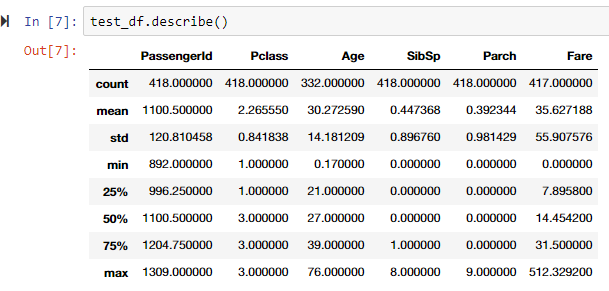 In [7]: test_df.describe()
Out[7]:
PassengerId Pclass Age SibSp Parch Fare
count 418.000000 418.000000 332.000000 418.000000 418.000000 417.000000
mean 1100.500000 2.265550 30.272590 0.447368 0.392344 35.627188
std 120.810458 0.841838 14.181209 0.896760 0.981429 55.907576
min 892.000000 1.000000 0.170000 0.000000 0.000000 0.000000
25% 996.250000 1.000000 21.000000 0.000000 0.000000 7.895800
50% 1100.500000 3.000000 27.000000 0.000000 0.000000 14.454200
75% 1204.750000 3.000000 39.000000 1.000000 0.000000 31.500000
max 1309.000000 3.000000 76.000000 8.000000 9.000000 512.329200